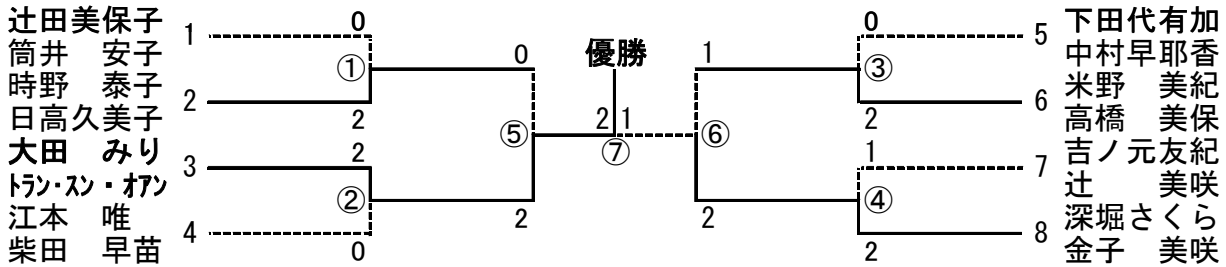 辻田美保子 1 0
筒井　安子
時野　泰子 2
日高久美子 2
大田　みり 3 2
トラン・スン・オアン
江本　唯 4
柴田　早苗 0
①
②
0
⑤
2
優勝
2 1
⑦
1
⑥
2
③
④
0 5 下田代有加
中村早耶香
6 米野　美紀
2 高橋　美保
1 7 吉ノ元友紀
辻　　美咲
8 深堀さくら
2 金子　美咲